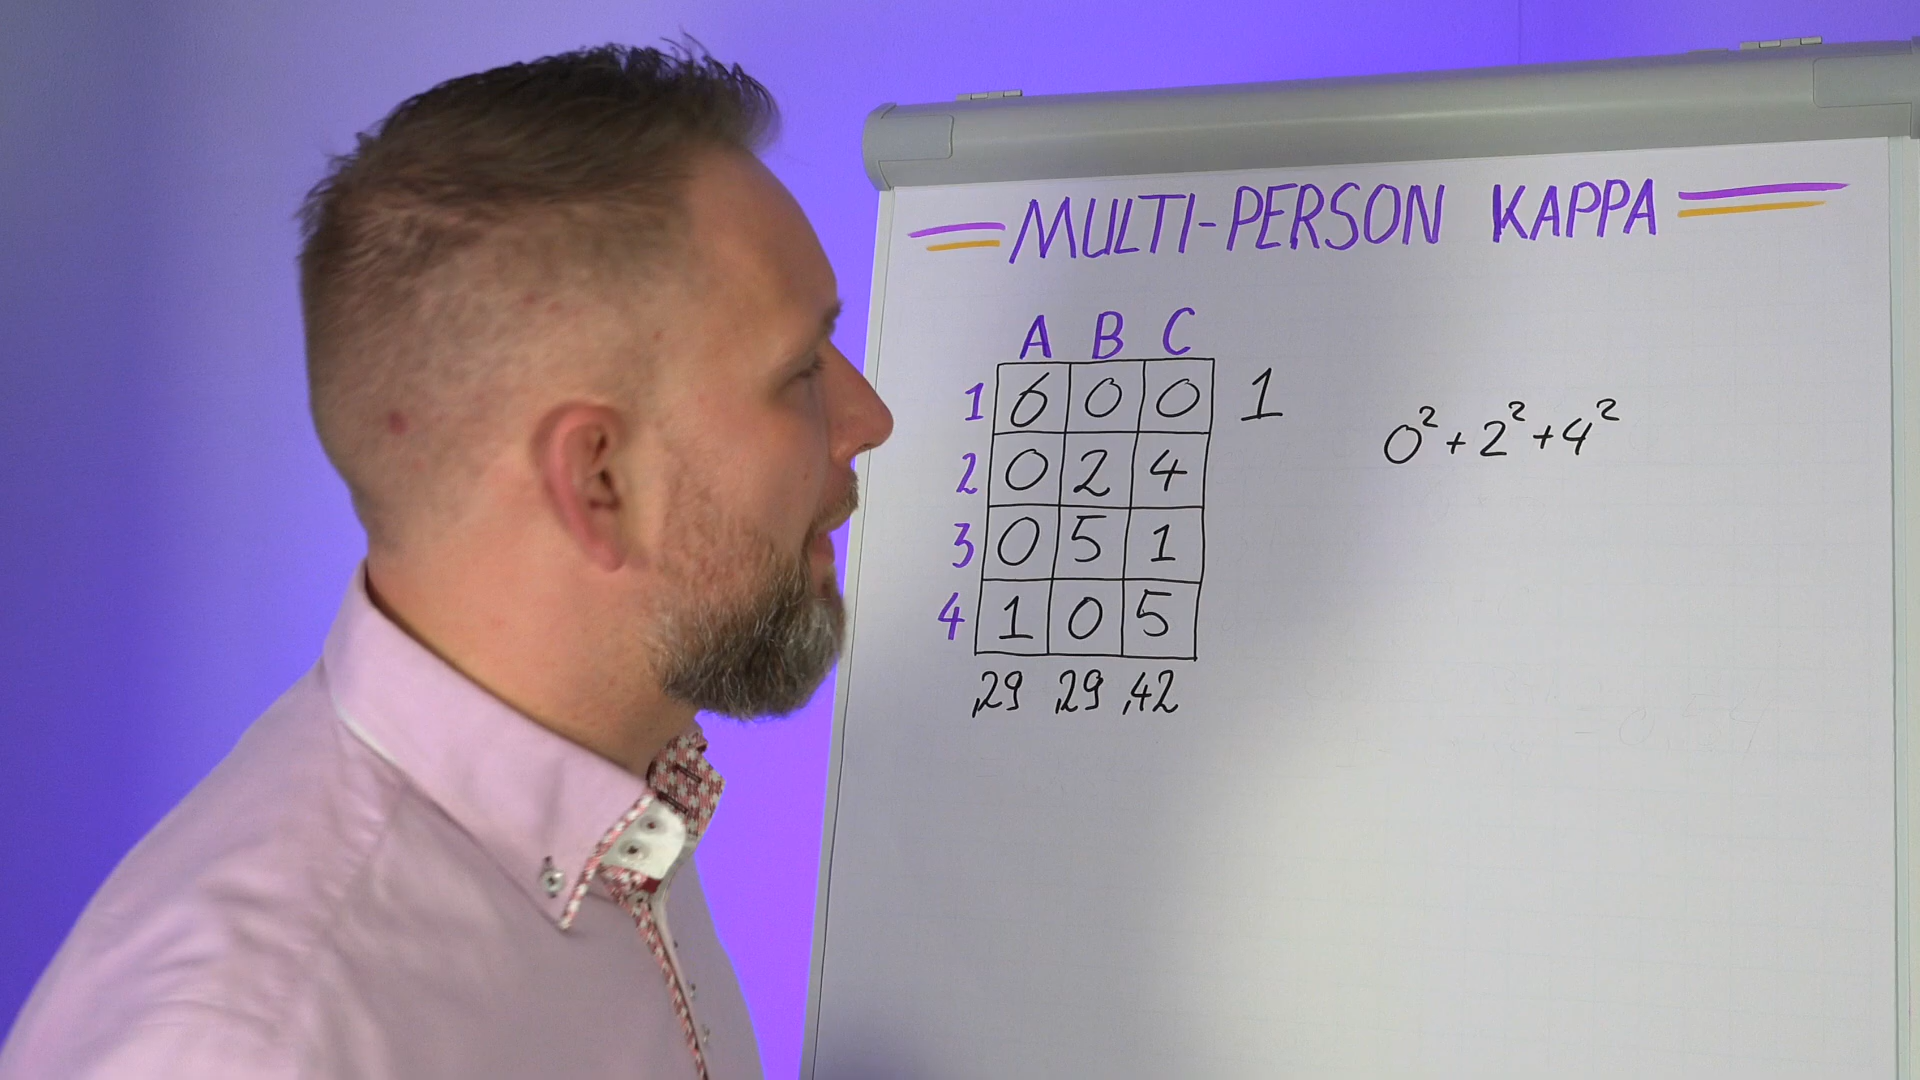 MULTI-PERSON KAPPA
A B C
1 6 0 0 1
0² + 2² + 4²
2 0 2 4
3 0 5 1
4 1 0 5
,29 ,29 ,42